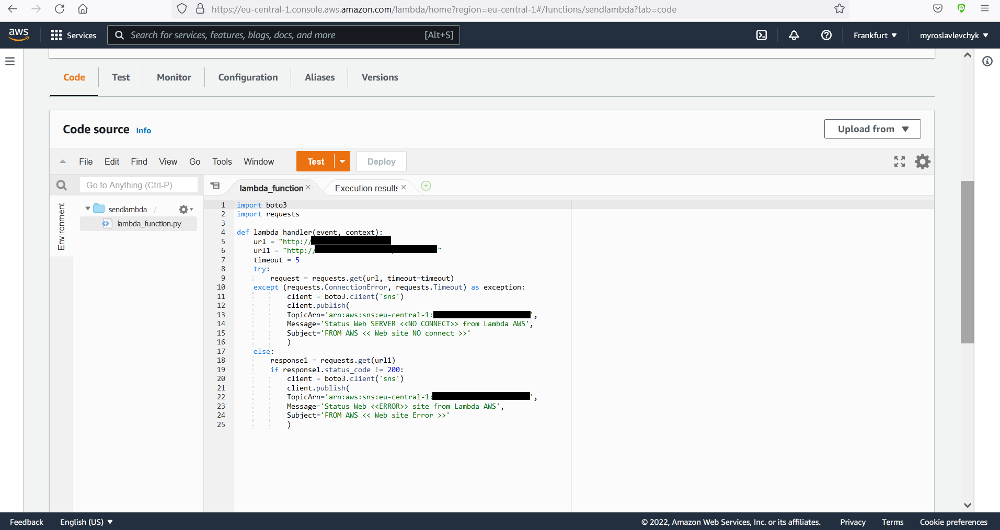 https://eu-central-1.console.aws.amazon.com/lambda/home?region=eu-central-1#/functions/sendlambda?tab=code
aws Services Search for services, features, blogs, docs, and more [Alt+S] Frankfurt ▼ myroslavlevchyk ▼
Code Test Monitor Configuration Aliases Versions
Code source Info Upload from ▼
File Edit Find View Go Tools Window Test Deploy
Go to Anything (Ctrl-P) lambda_function × Execution results ×
Environment
sendlambda - /
lambda_function.py
1 import boto3
2 import requests
3
4 def lambda_handler(event, context):
5 url = "http://
6 url1 = "http:// "
7 timeout = 5
8 try:
9 request = requests.get(url, timeout=timeout)
10 except (requests.ConnectionError, requests.Timeout) as exception:
11 client = boto3.client('sns')
12 client.publish(
13 TopicArn='arn:aws:sns:eu-central-1: ',
14 Message='Status Web SERVER <<NO CONNECT>> from Lambda AWS',
15 Subject='FROM AWS << Web site NO connect >>'
16 )
17 else:
18 response1 = requests.get(url1)
19 if response1.status_code != 200:
20 client = boto3.client('sns')
21 client.publish(
22 TopicArn='arn:aws:sns:eu-central-1: ',
23 Message='Status Web <<ERROR>> site from Lambda AWS',
24 Subject='FROM AWS << Web site Error >>'
25 )
Feedback English (US) ▼ © 2022, Amazon Web Services, Inc. or its affiliates. Privacy Terms Cookie preferences